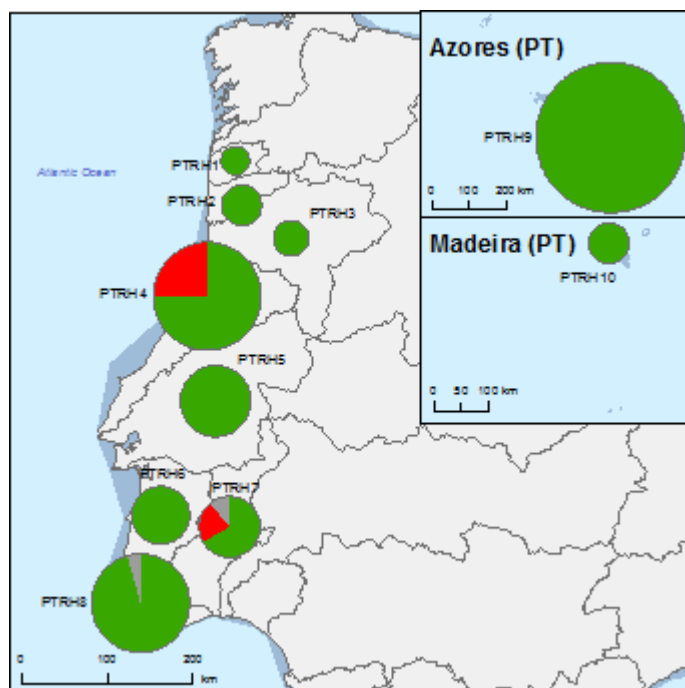 Azores (PT)
PTRH9
0 100 200 km
Madeira (PT)
PTRH10
0 50 100 km
Atlantic Ocean
PTRH1
PTRH2
PTRH3
PTRH4
PTRH5
PTRH6
PTRH7
PTRH8
0 100 200
km